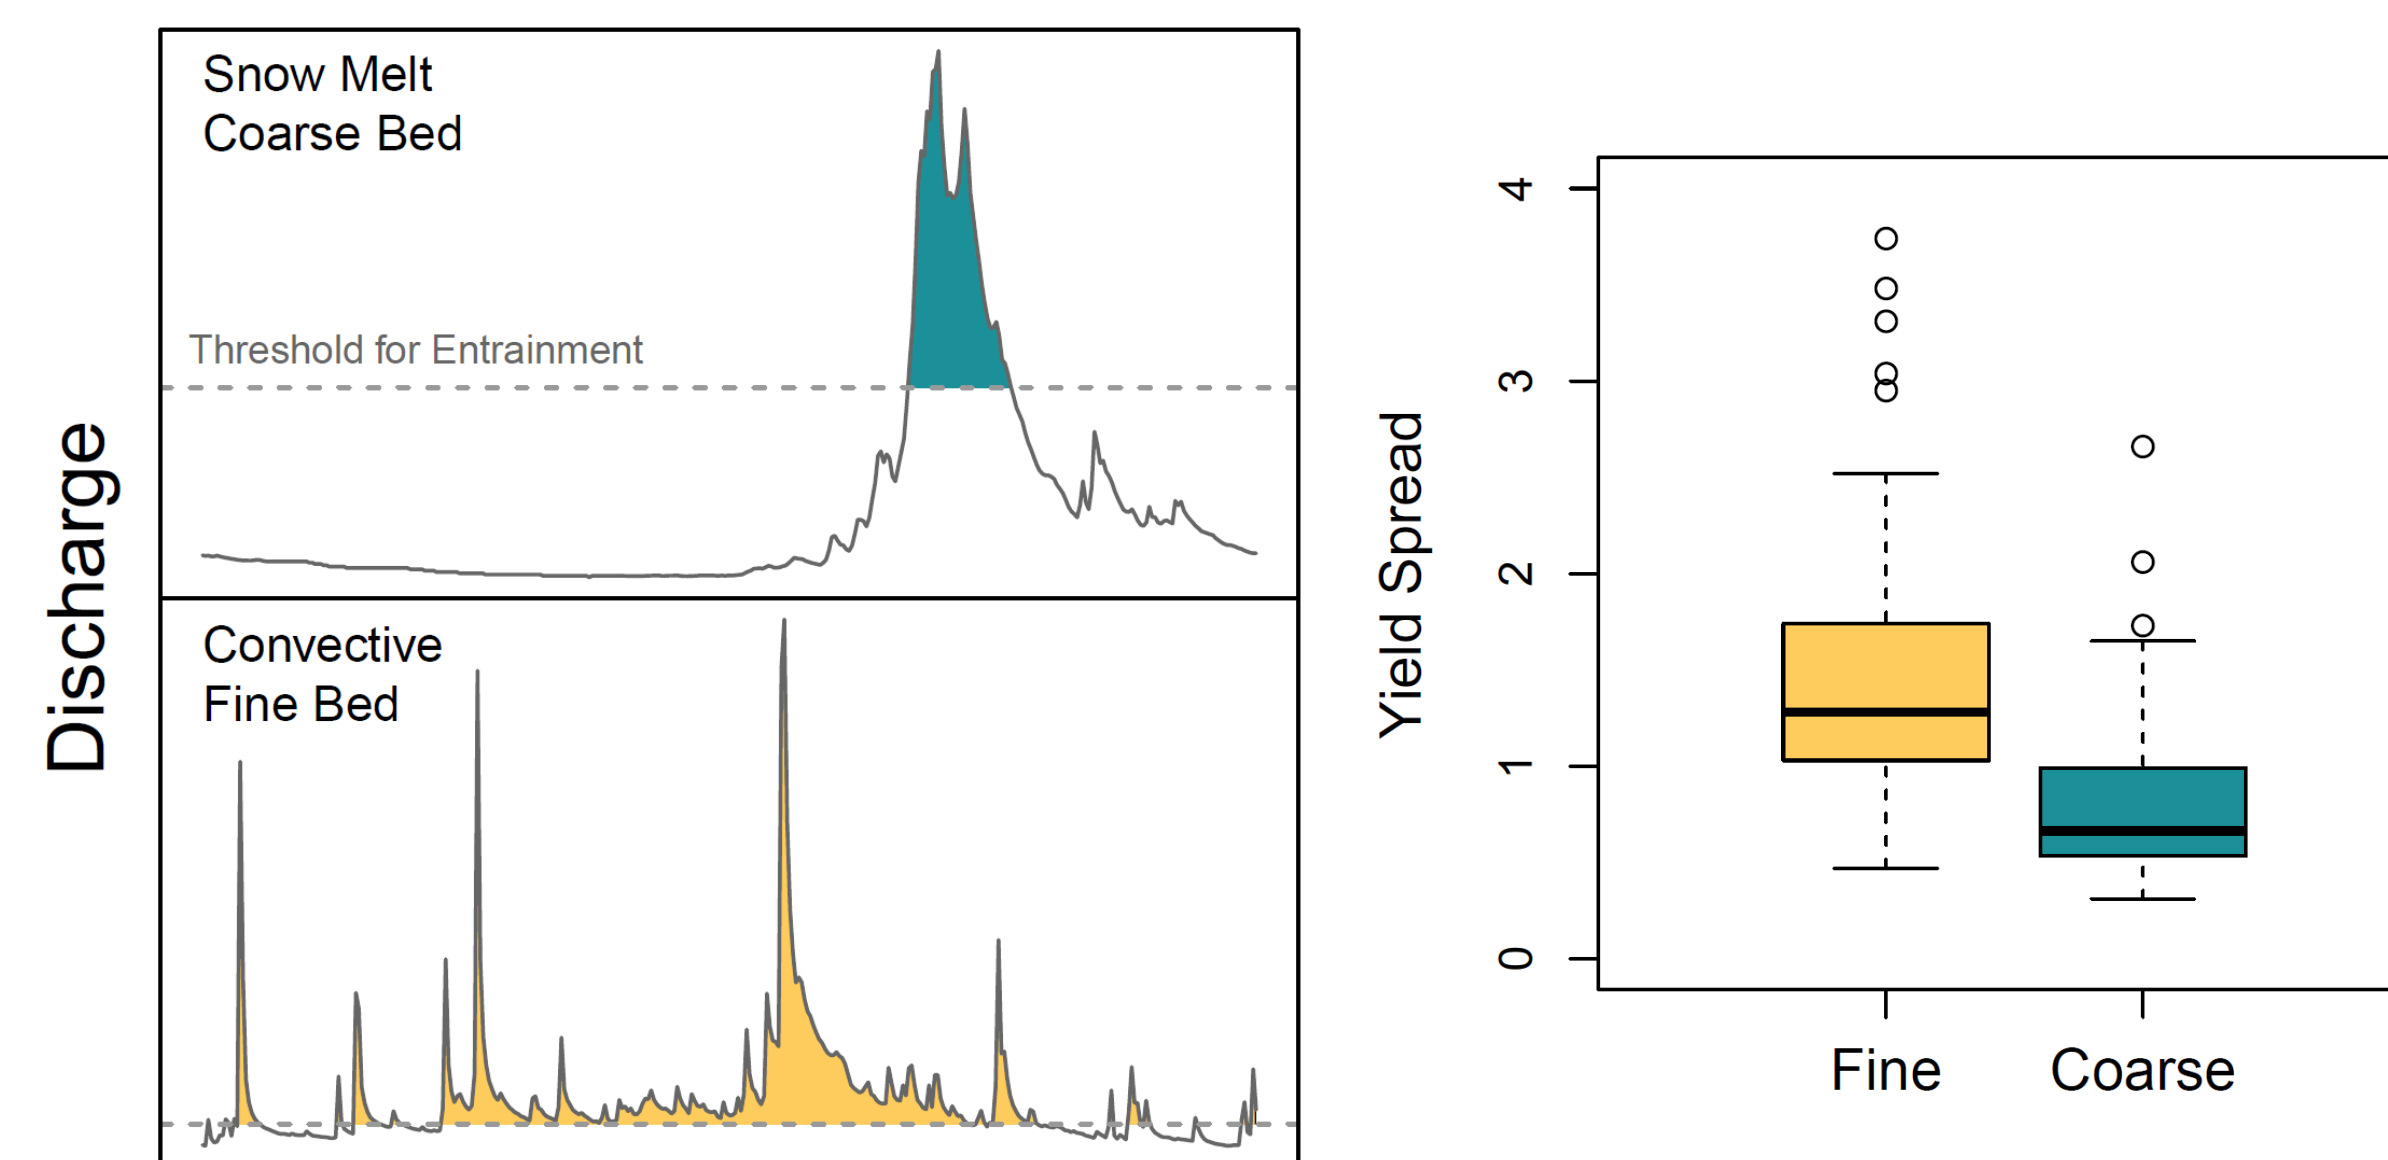 Discharge
Snow Melt
Coarse Bed
Threshold for Entrainment
Convective
Fine Bed
Yield Spread
4
3
2
1
0
Fine
Coarse